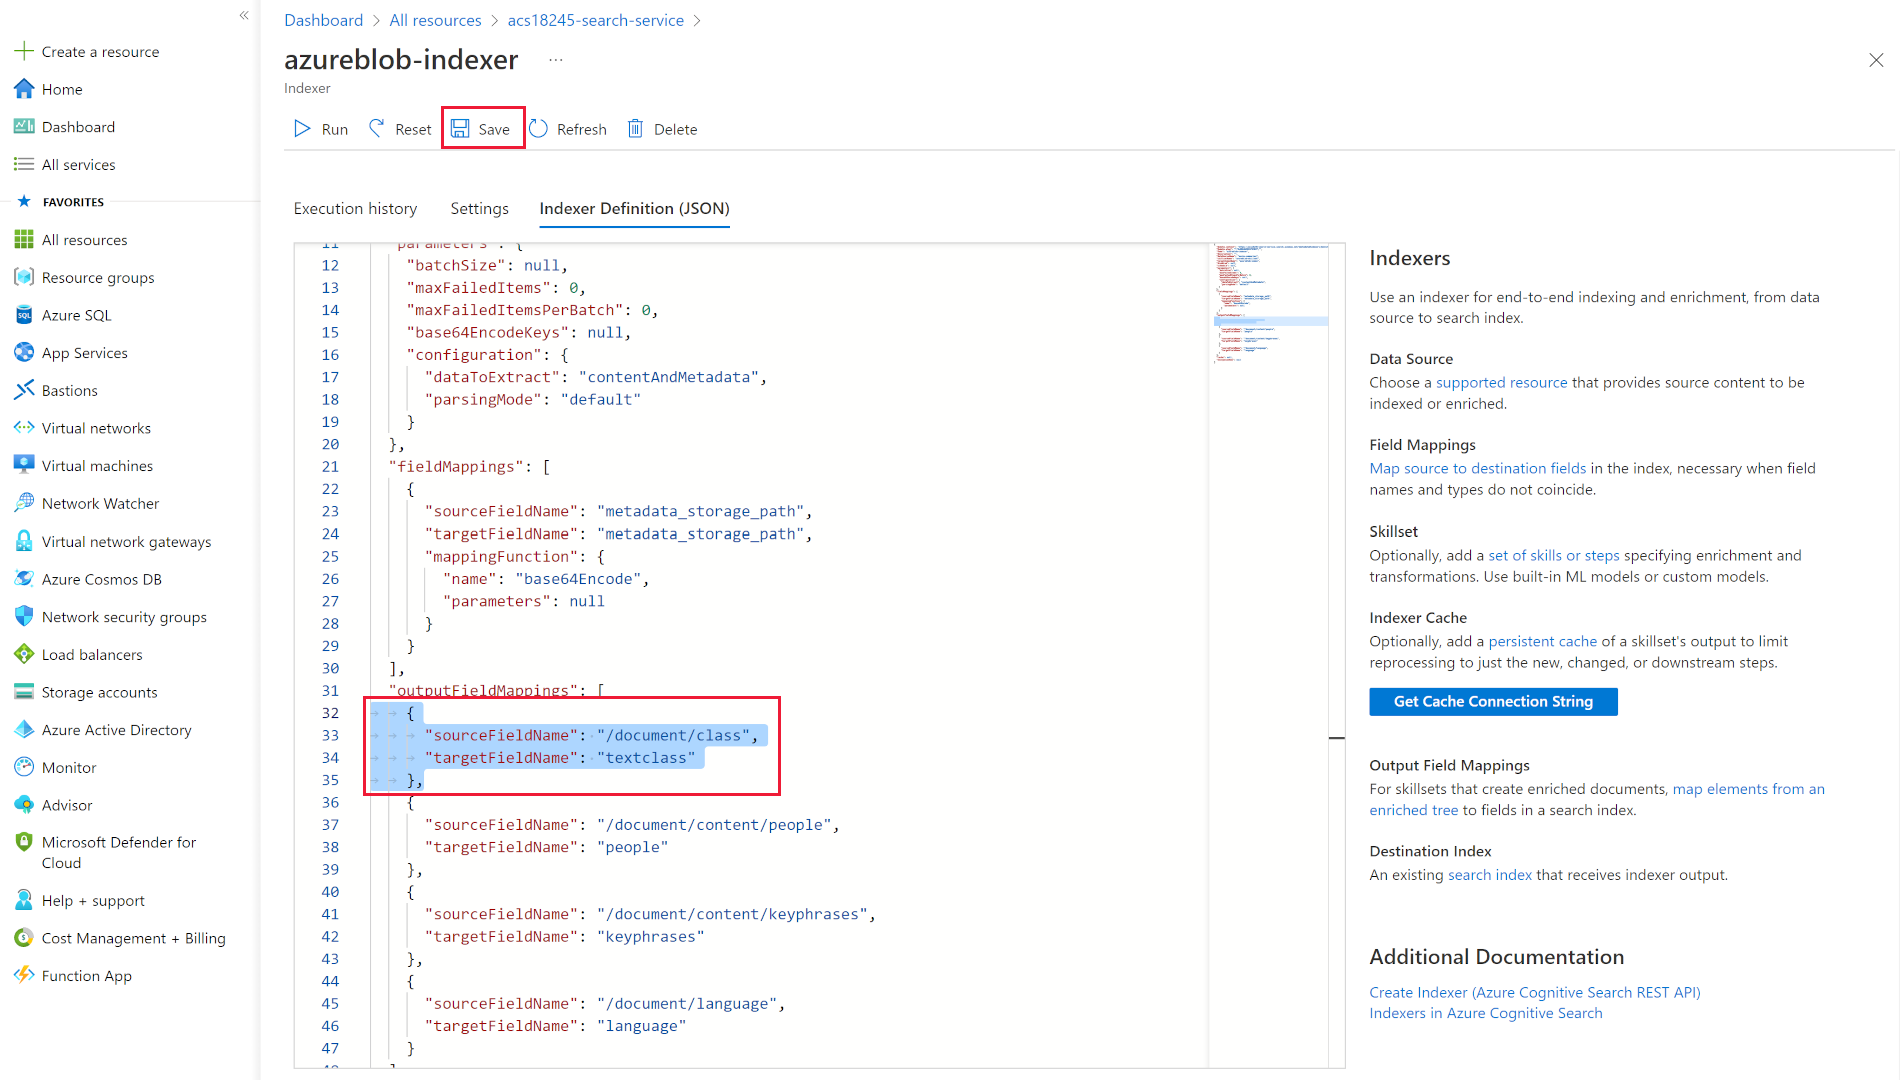 Create a resource
Home
Dashboard
All services
FAVORITES
All resources
Resource groups
Azure SQL
App Services
Bastions
Virtual networks
Virtual machines
Network Watcher
Virtual network gateways
Azure Cosmos DB
Network security groups
Load balancers
Storage accounts
Azure Active Directory
Monitor
Advisor
Microsoft Defender for
Cloud
Help + support
Cost Management + Billing
Function App
Dashboard > All resources > acs18245-search-service >
azureblob-indexer ...
Indexer
Run Reset Save Refresh Delete
Execution history Settings Indexer Definition (JSON)
11 "parameters": {
12 "batchSize": null,
13 "maxFailedItems": 0,
14 "maxFailedItemsPerBatch": 0,
15 "base64EncodeKeys": null,
16 "configuration": {
17 "dataToExtract": "contentAndMetadata",
18 "parsingMode": "default"
19 }
20 },
21 "fieldMappings": [
22 {
23 "sourceFieldName": "metadata_storage_path",
24 "targetFieldName": "metadata_storage_path",
25 "mappingFunction": {
26 "name": "base64Encode",
27 "parameters": null
28 }
29 }
30 ],
31 "outputFieldMappings": [
32 {
33 "sourceFieldName": "/document/class",
34 "targetFieldName": "textclass"
35 },
36 {
37 "sourceFieldName": "/document/content/people",
38 "targetFieldName": "people"
39 },
40 {
41 "sourceFieldName": "/document/content/keyphrases",
42 "targetFieldName": "keyphrases"
43 },
44 {
45 "sourceFieldName": "/document/language",
46 "targetFieldName": "language"
47 }
Indexers
Use an indexer for end-to-end indexing and enrichment, from data
source to search index.
Data Source
Choose a supported resource that provides source content to be
indexed or enriched.
Field Mappings
Map source to destination fields in the index, necessary when field
names and types do not coincide.
Skillset
Optionally, add a set of skills or steps specifying enrichment and
transformations. Use built-in ML models or custom models.
Indexer Cache
Optionally, add a persistent cache of a skillset's output to limit
reprocessing to just the new, changed, or downstream steps.
Get Cache Connection String
Output Field Mappings
For skillsets that create enriched documents, map elements from an
enriched tree to fields in a search index.
Destination Index
An existing search index that receives indexer output.
Additional Documentation
Create Indexer (Azure Cognitive Search REST API)
Indexers in Azure Cognitive Search